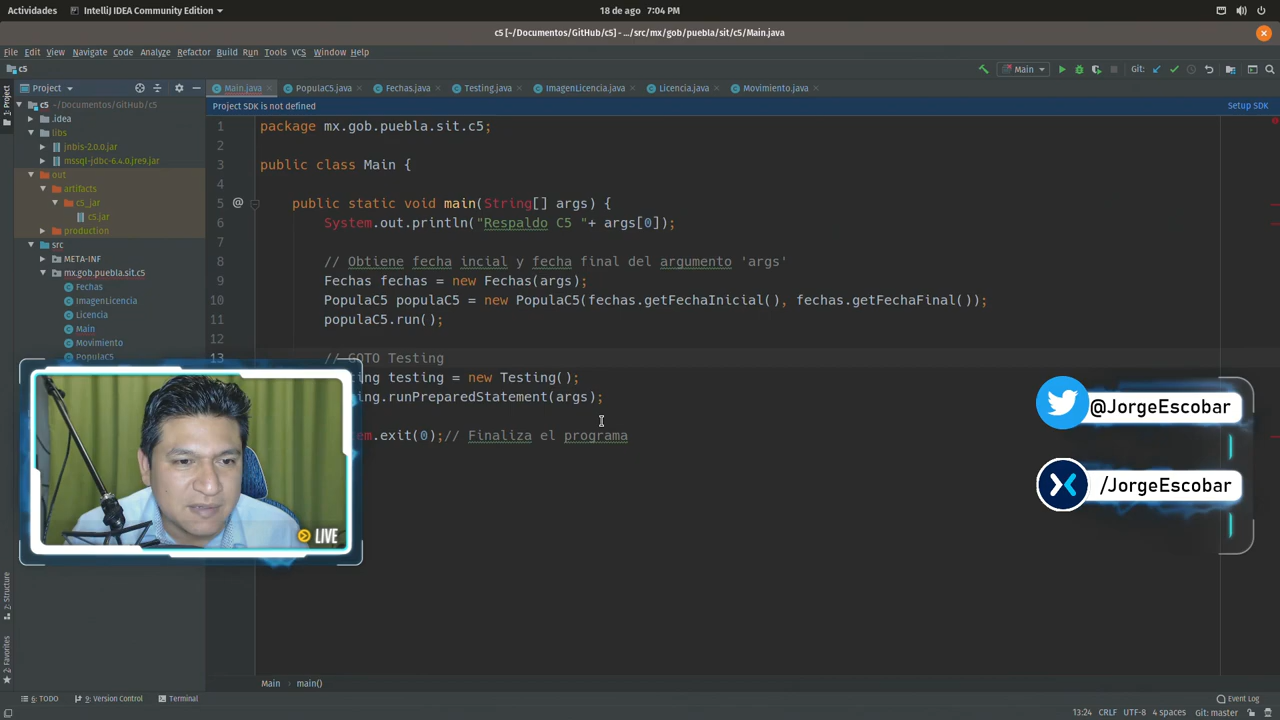 Actividades
IntelliJ IDEA Community Edition
18 de ago 7:04 PM
c5 [~/Documentos/GitHub/c5] - .../src/mx/gob/puebla/sit/c5/Main.java
File Edit View Navigate Code Analyze Refactor Build Run Tools VCS Window Help
c5
Main
Git:
Project
Main.java
PopulaC5.java
Fechas.java
Testing.java
ImagenLicencia.java
Licencia.java
Movimiento.java
Project SDK is not defined
Setup SDK
1: Project
c5 ~/Documentos/GitHub/c5
.idea
libs
jnbis-2.0.0.jar
mssql-jdbc-6.4.0.jre9.jar
out
artifacts
c5_jar
c5.jar
production
src
META-INF
mx.gob.puebla.sit.c5
Fechas
ImagenLicencia
Licencia
Main
Movimiento
PopulaC5
1 package mx.gob.puebla.sit.c5;
2
3 public class Main {
4
5 public static void main(String[] args) {
6 System.out.println("Respaldo C5 "+ args[0]);
7
8 // Obtiene fecha incial y fecha 'final del argumento 'args'
9 Fechas fechas = new Fechas(args);
10 PopulaC5 populaC5 = new PopulaC5(fechas.getFechaInicial(), fechas.getFechaFinal());
11 populaC5.run();
12
13 // GOTO Testing
ing testing = new Testing();
ing.runPreparedStatement(args);
em.exit(0);// Finaliza el programa
LIVE
@JorgeEscobar
/JorgeEscobar
2: Structure
2: Favorites
Main
main()
6: TODO
9: Version Control
Terminal
Event Log
13:24 CRLF UTF-8 4 spaces Git: master